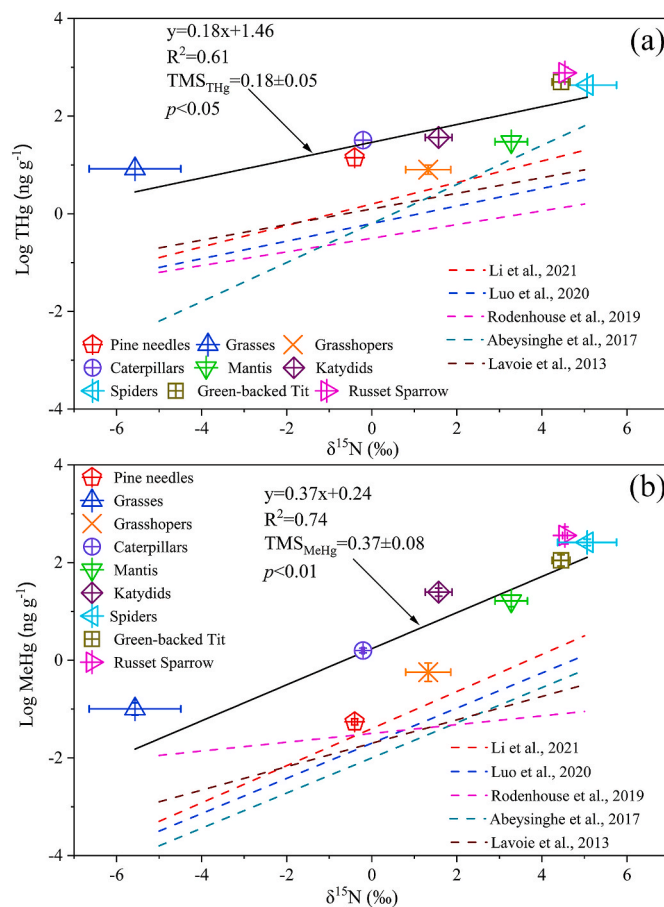 (a)
y=0.18x+1.46
R²=0.61
TMS_THg=0.18±0.05
p<0.05
Log THg (ng g⁻¹)
4
2
0
-2
-4
Li et al., 2021
Luo et al., 2020
Rodenhouse et al., 2019
Abeysinghe et al., 2017
Lavoie et al., 2013
Pine needles Grasses Grasshopers
Caterpillars Mantis Katydids
Spiders Green-backed Tit Russet Sparrow
-6 -4 -2 0 2 4 6
δ¹⁵N (‰)
(b)
Pine needles
Grasses
Grasshopers
Caterpillars
Mantis
Katydids
Spiders
Green-backed Tit
Russet Sparrow
y=0.37x+0.24
R²=0.74
TMS_MeHg=0.37±0.08
p<0.01
Log MeHg (ng g⁻¹)
4
2
0
-2
-4
Li et al., 2021
Luo et al., 2020
Rodenhouse et al., 2019
Abeysinghe et al., 2017
Lavoie et al., 2013
-6 -4 -2 0 2 4 6
δ¹⁵N (‰)